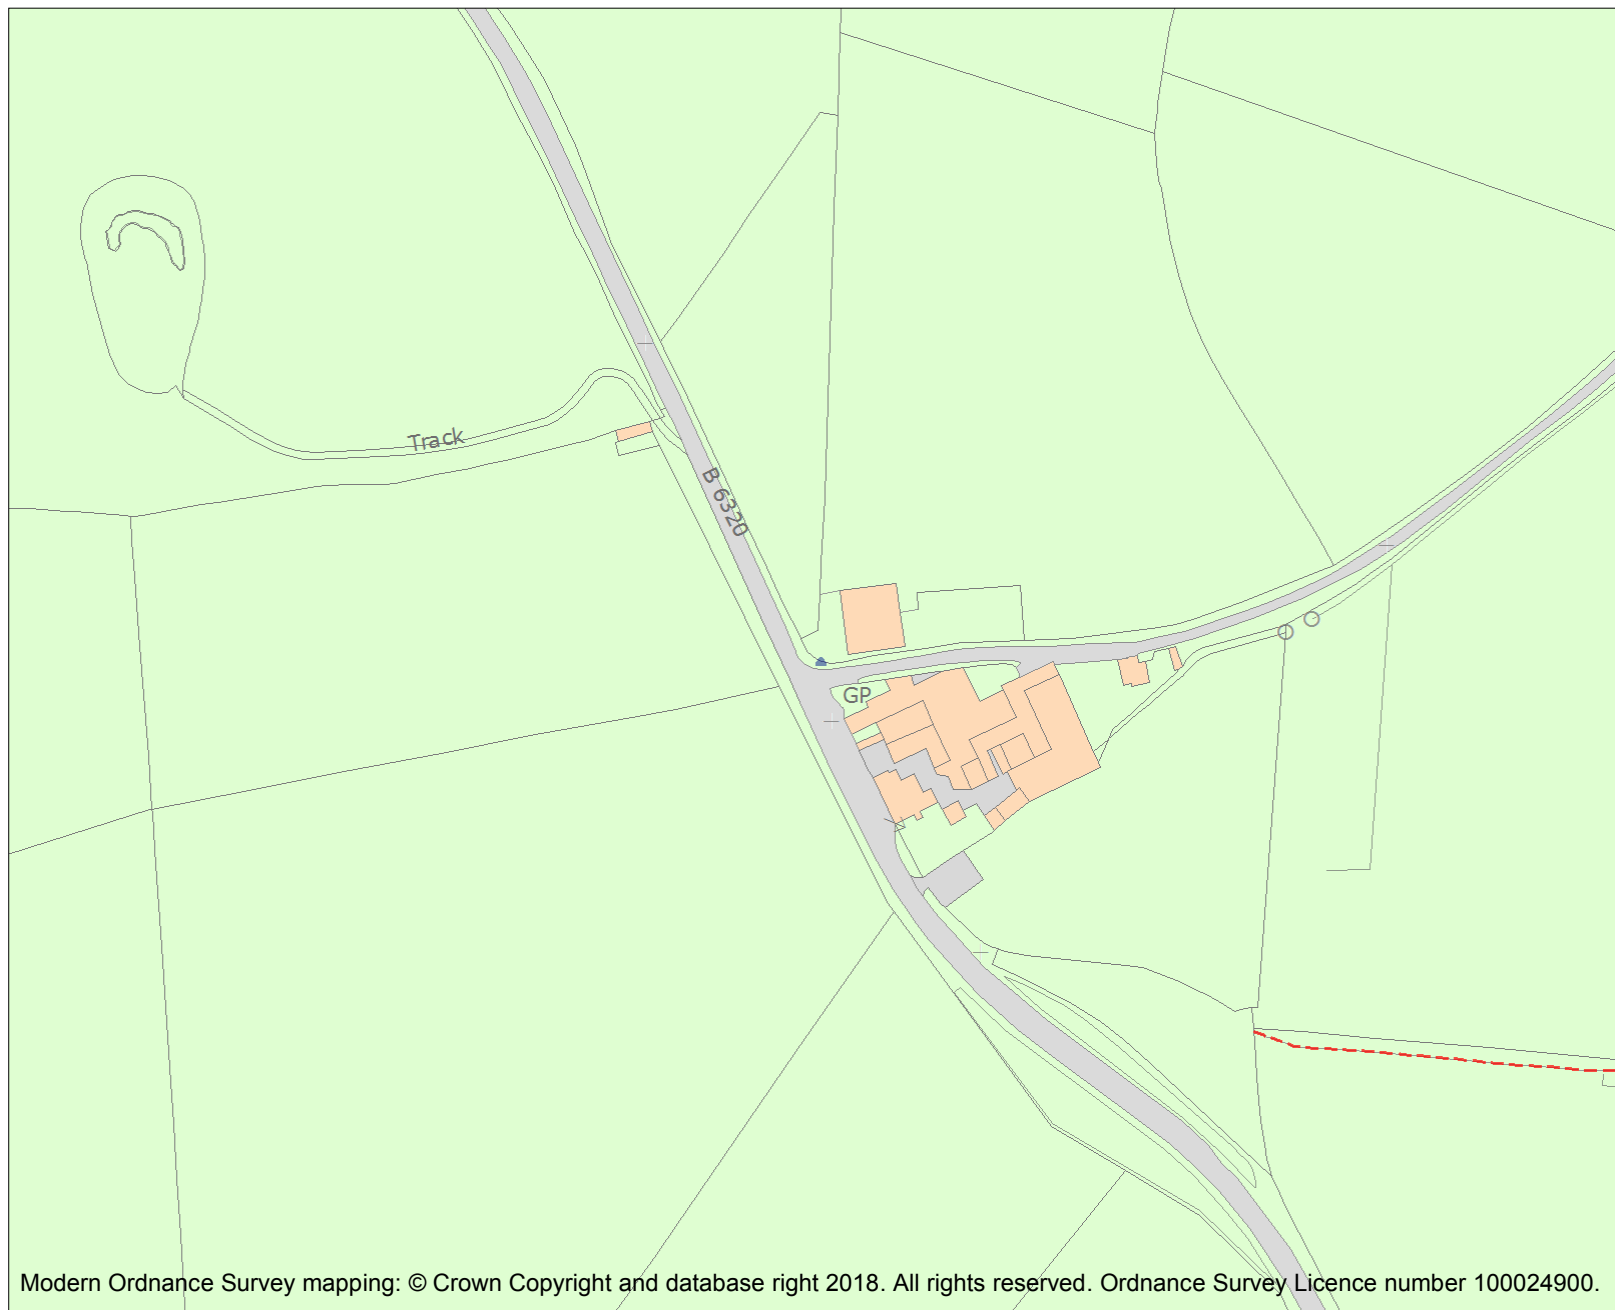 Track
B 6320
GP
Modern Ordnance Survey mapping: © Crown Copyright and database right 2018. All rights reserved. Ordnance Survey Licence number 100024900.